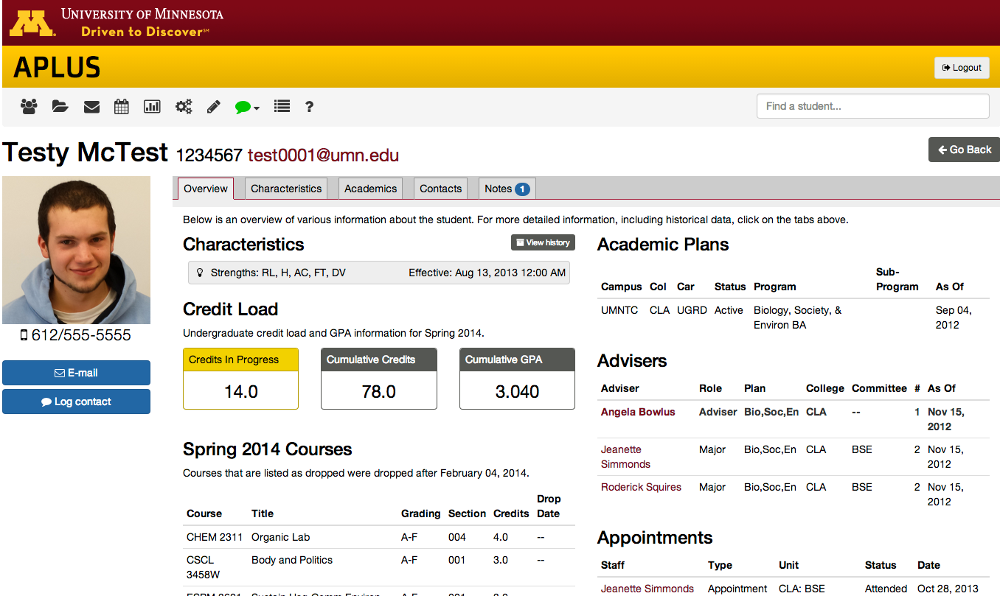 UNIVERSITY OF MINNESOTA
Driven to Discover℠
APLUS
Logout
?
Find a student...
Testy McTest 1234567 test0001@umn.edu
Go Back
612/555-5555
E-mail
Log contact
Overview Characteristics Academics Contacts Notes 1
Below is an overview of various information about the student. For more detailed information, including historical data, click on the tabs above.
Characteristics
View history
Strengths: RL, H, AC, FT, DV Effective: Aug 13, 2013 12:00 AM
Credit Load
Undergraduate credit load and GPA information for Spring 2014.
Credits In Progress Cumulative Credits Cumulative GPA
14.0 78.0 3.040
Spring 2014 Courses
Courses that are listed as dropped were dropped after February 04, 2014.
Drop
Course Title Grading Section Credits Date
CHEM 2311 Organic Lab A-F 004 4.0 --
CSCL Body and Politics A-F 001 3.0 --
3458W
Academic Plans
Sub-
Campus Col Car Status Program Program As Of
UMNTC CLA UGRD Active Biology, Society, & Sep 04,
Environ BA 2012
Advisers
Adviser Role Plan College Committee # As Of
Angela Bowlus Adviser Bio,Soc,En CLA -- 1 Nov 15,
2012
Jeanette Major Bio,Soc,En CLA BSE 2 Nov 15,
Simmonds 2012
Roderick Squires Major Bio,Soc,En CLA BSE 2 Nov 15,
2012
Appointments
Staff Type Unit Status Date
Jeanette Simmonds Appointment CLA: BSE Attended Oct 28, 2013